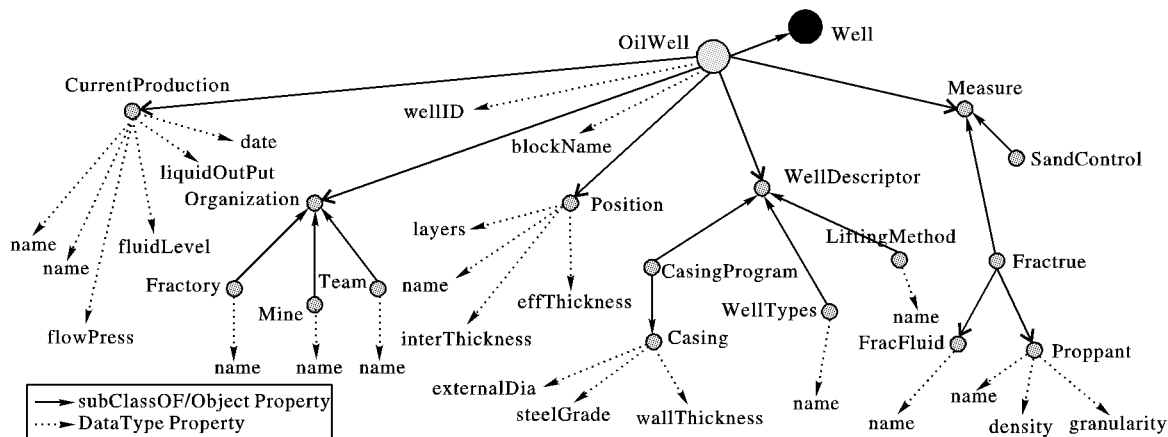 OilWell
Well
CurrentProduction
Measure
wellID
date
blockName
SandControl
liquidOutPut
Organization
WellDescriptor
Position
layers
name
name
fluidLevel
LiftingMethod
Fractrue
Fractory
Mine
Team
name
effThickness
CasingProgram
WellTypes
name
flowPress
interThickness
Casing
FracFluid
Proppant
name
name
name
externalDia
steelGrade
wallThickness
name
name
name
density
granularity
subClassOF/Object Property
DataType Property